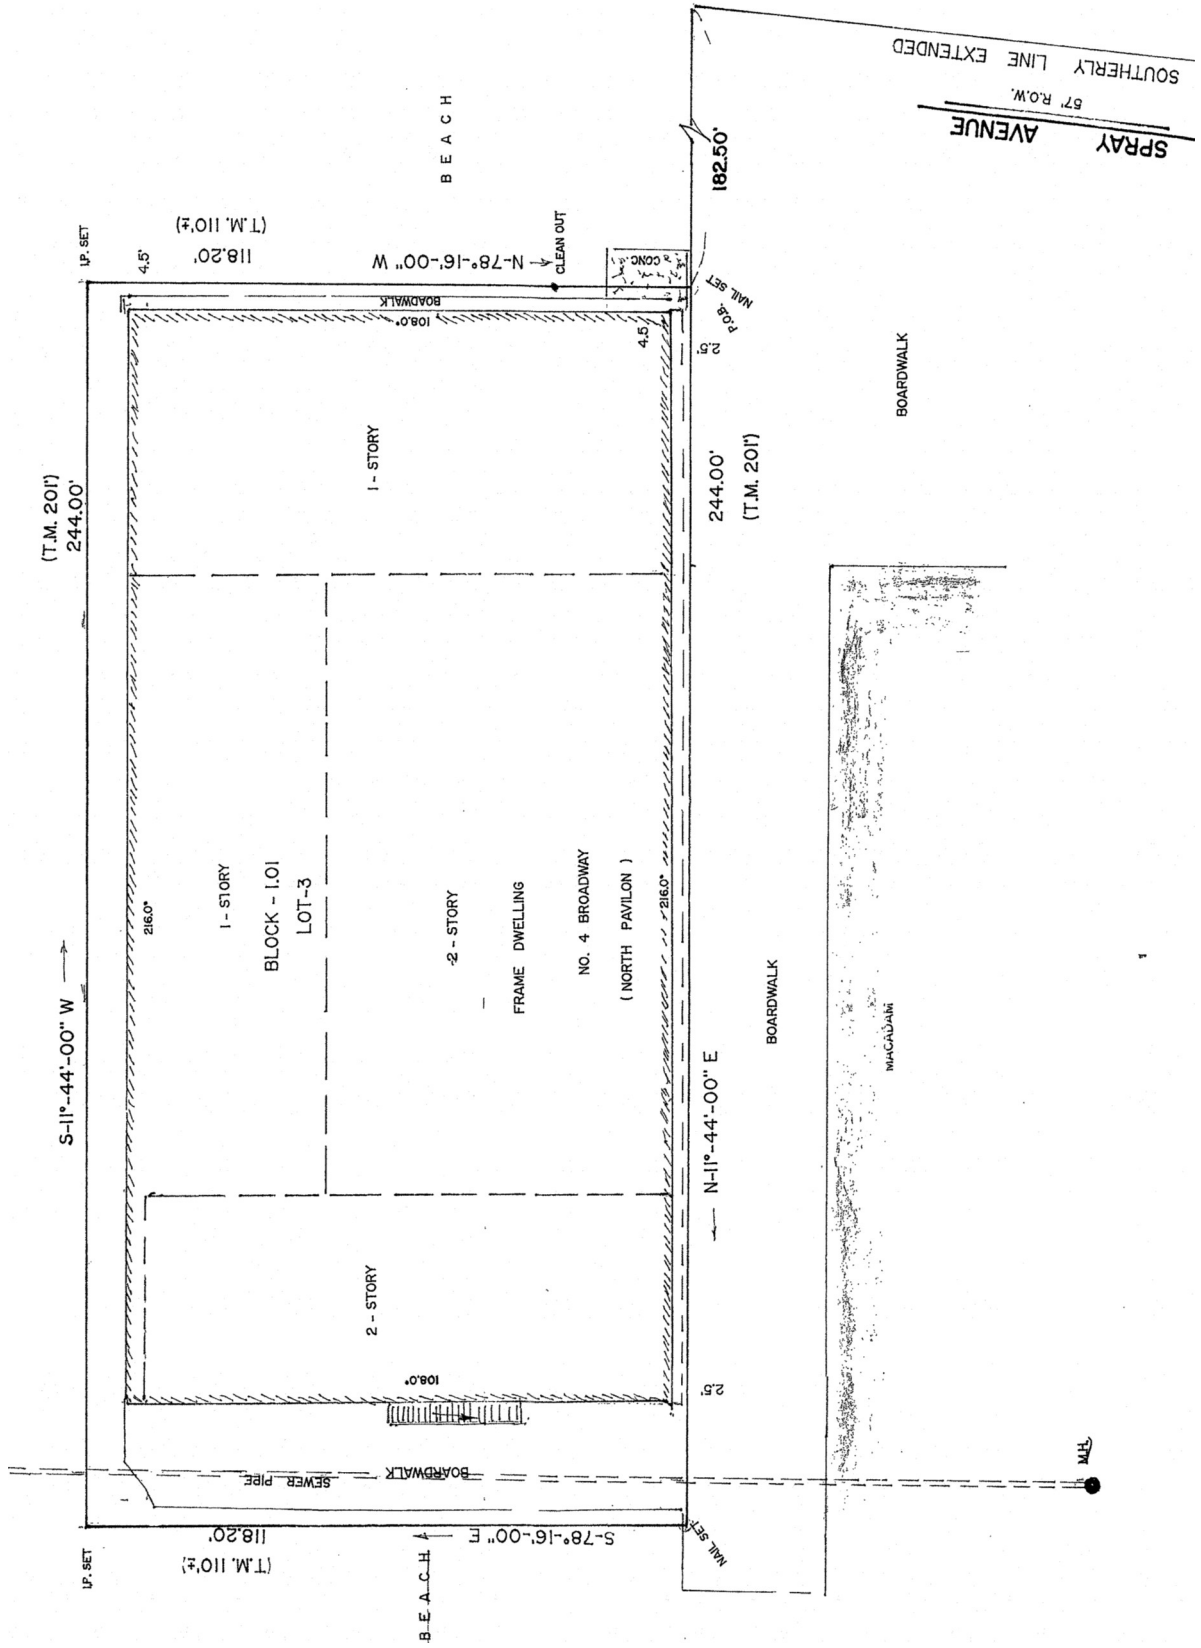 SPRAY AVENUE
57' R.O.W.
SOUTHERLY LINE EXTENDED
182.50'
BEACH
I.P. SET
4.5'
118.20'
(T.M. 110'±)
N-78°-16'-00" W
CLEAN OUT
CONC.
NAIL SET
P.O.B.
2.5'
BOARDWALK
108.0°
4.5'
1 - STORY
(T.M. 201')
244.00'
244.00'
(T.M. 201')
BOARDWALK
S-11°-44'-00" W
216.0°
1 - STORY
BLOCK - 1.01
LOT-3
2 - STORY
FRAME DWELLING
NO. 4 BROADWAY
( NORTH PAVILON )
216.0°
N-11°-44'-00" E
BOARDWALK
MACADAM
2 - STORY
108.0°
2.5'
BOARDWALK
SEWER PIPE
M.H.
I.P. SET
118.20'
(T.M. 110'±)
S-78°-16'-00" E
NAIL SET
BEACH